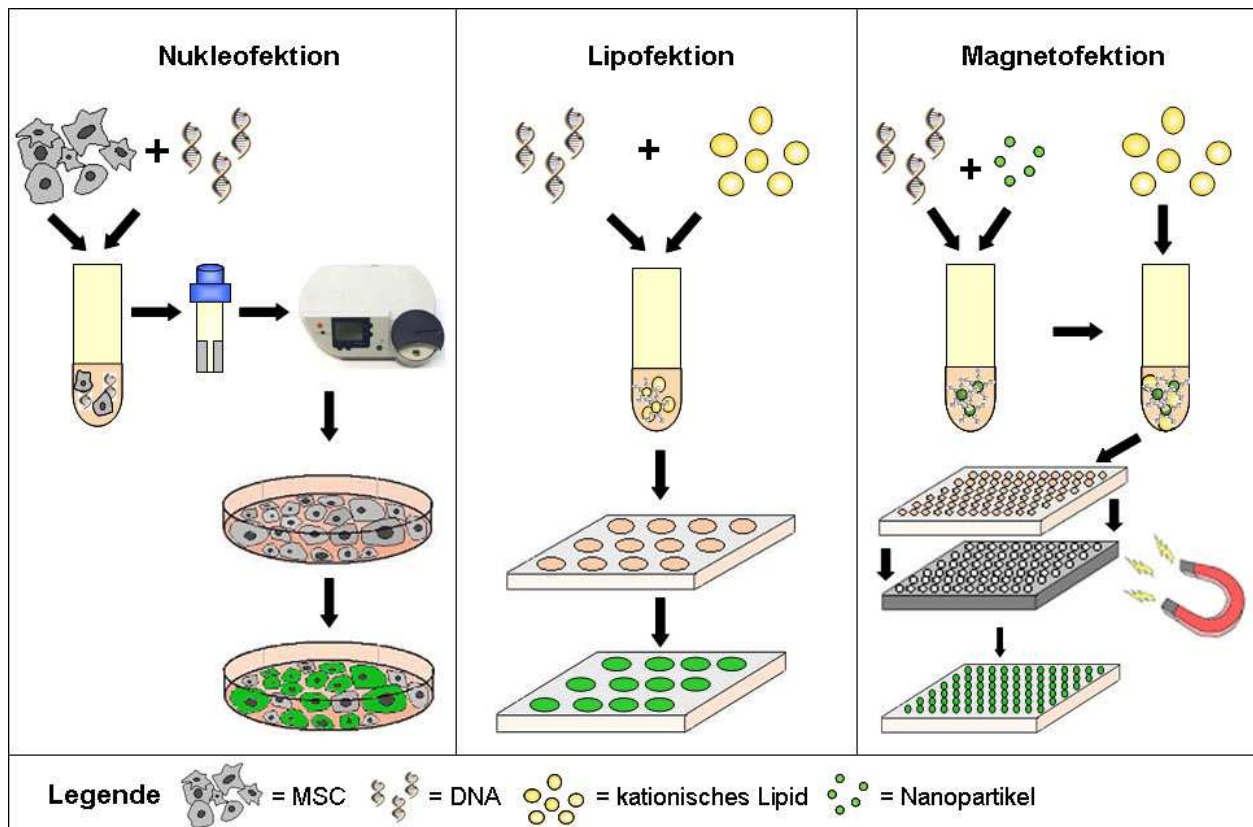 Nukleofektion
Lipofektion
Magnetofektion
+
+
+
Legende = MSC = DNA = kationisches Lipid = Nanopartikel